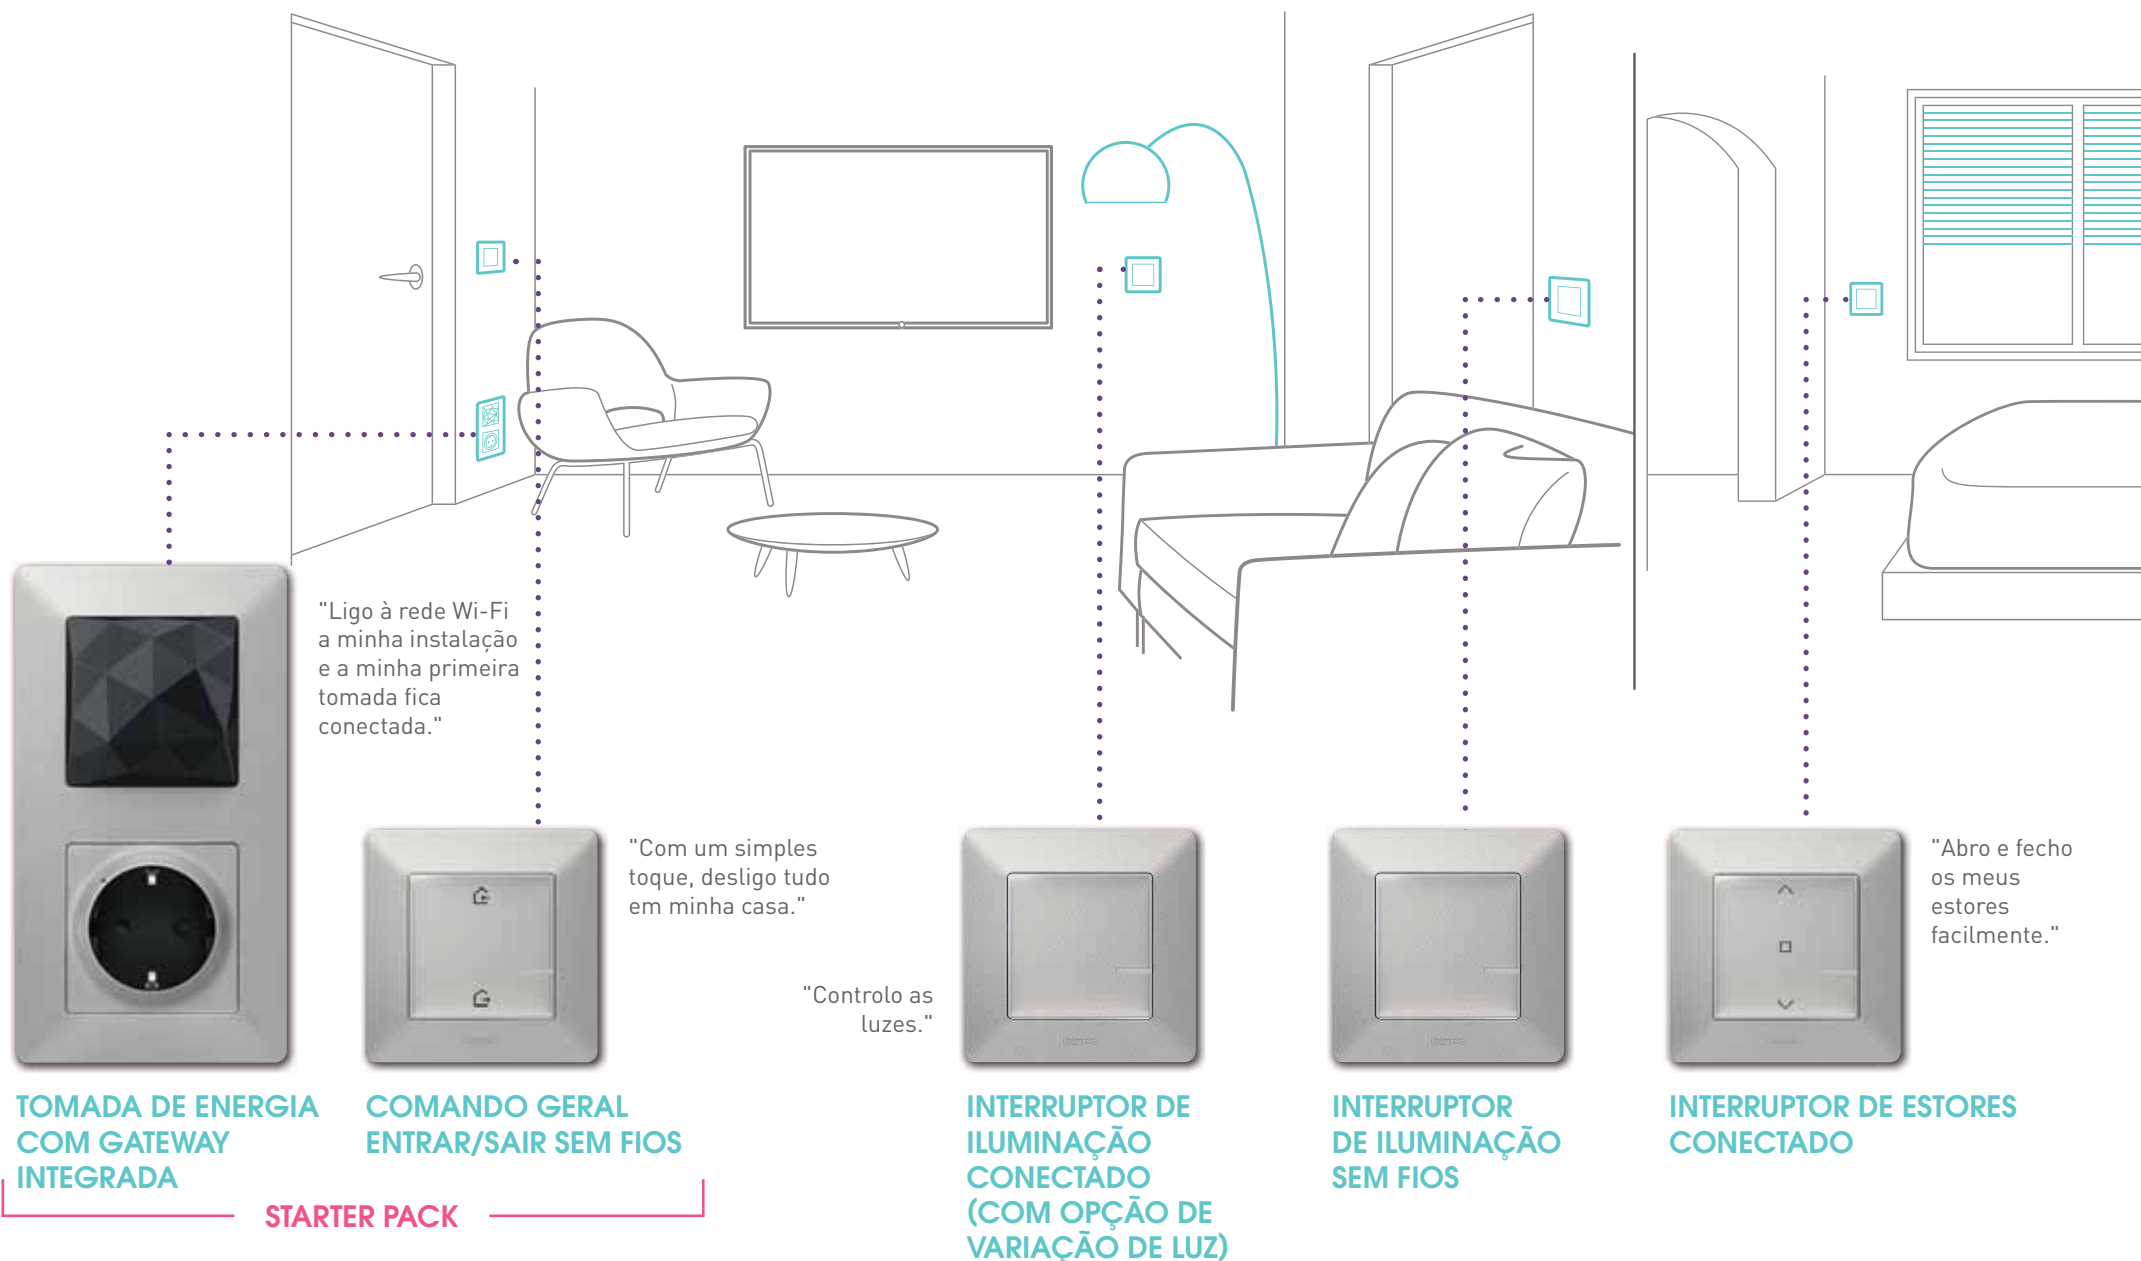 "Ligo à rede Wi-Fi
a minha instalação
e a minha primeira
tomada fica
conectada."
"Com um simples
toque, desligo tudo
em minha casa."
"Controlo as
luzes."
"Abro e fecho
os meus
estores
facilmente."
TOMADA DE ENERGIA
COM GATEWAY
INTEGRADA
COMANDO GERAL
ENTRAR/SAIR SEM FIOS
STARTER PACK
INTERRUPTOR DE
ILUMINAÇÃO
CONECTADO
(COM OPÇÃO DE
VARIAÇÃO DE LUZ)
INTERRUPTOR
DE ILUMINAÇÃO
SEM FIOS
INTERRUPTOR DE ESTORES
CONECTADO